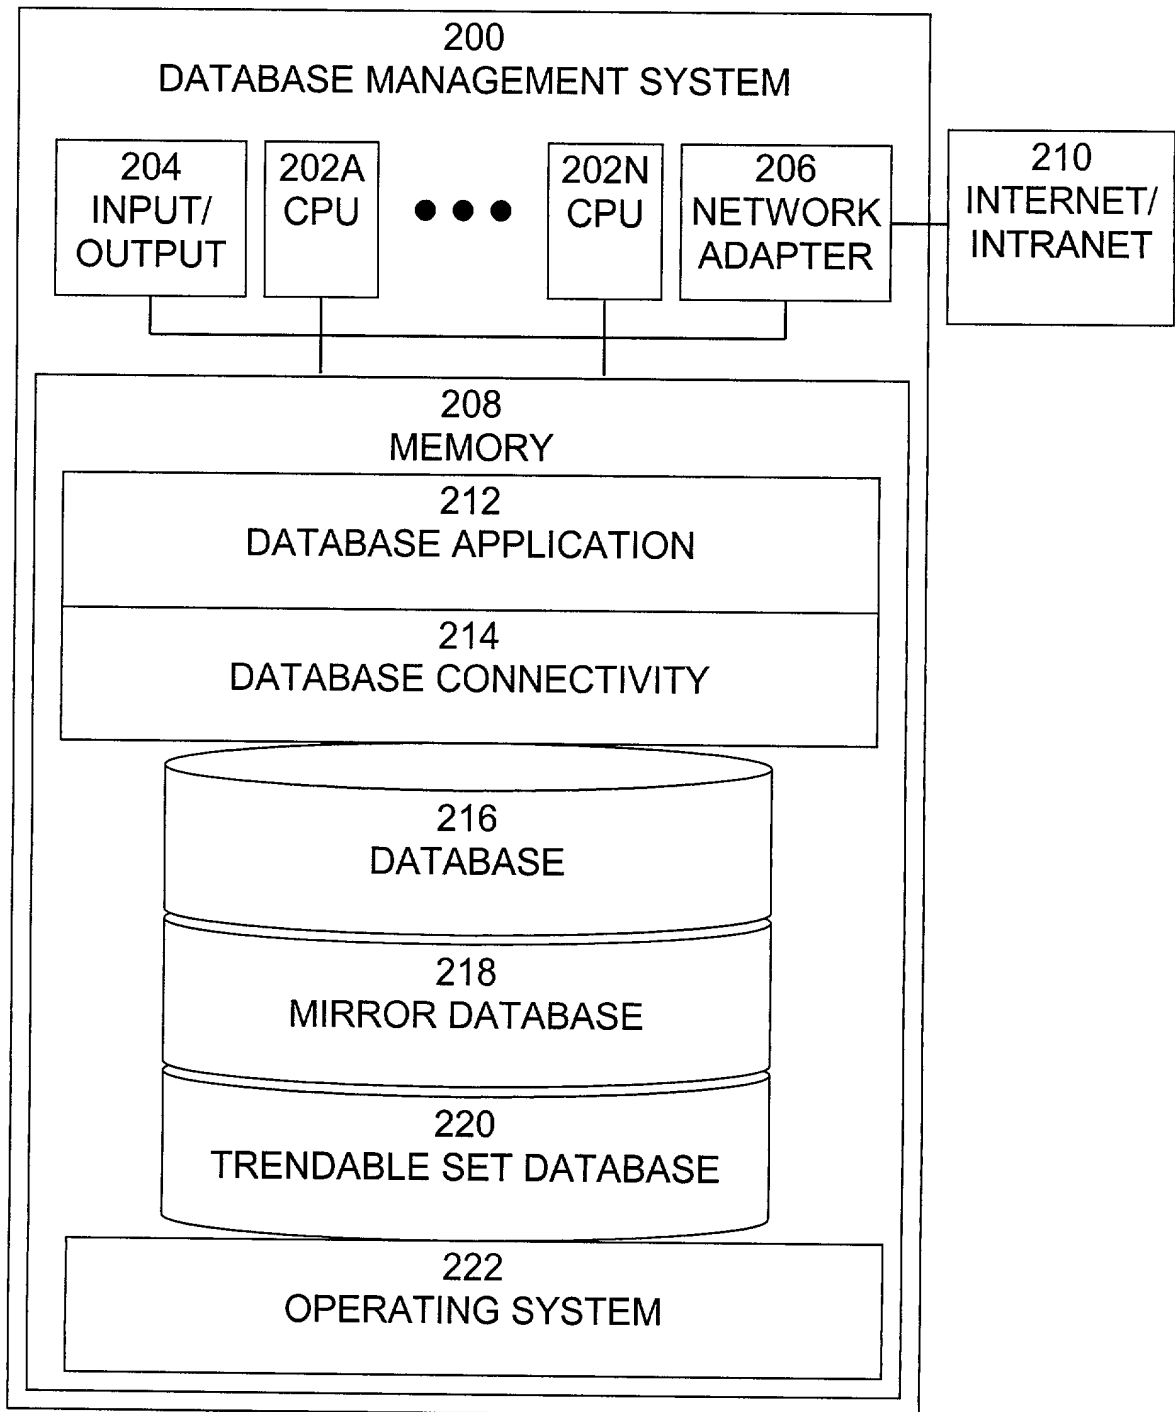 200
DATABASE MANAGEMENT SYSTEM
204
INPUT/
OUTPUT
202A
CPU
202N
CPU
206
NETWORK
ADAPTER
210
INTERNET/
INTRANET
208
MEMORY
212
DATABASE APPLICATION
214
DATABASE CONNECTIVITY
216
DATABASE
218
MIRROR DATABASE
220
TRENDABLE SET DATABASE
222
OPERATING SYSTEM